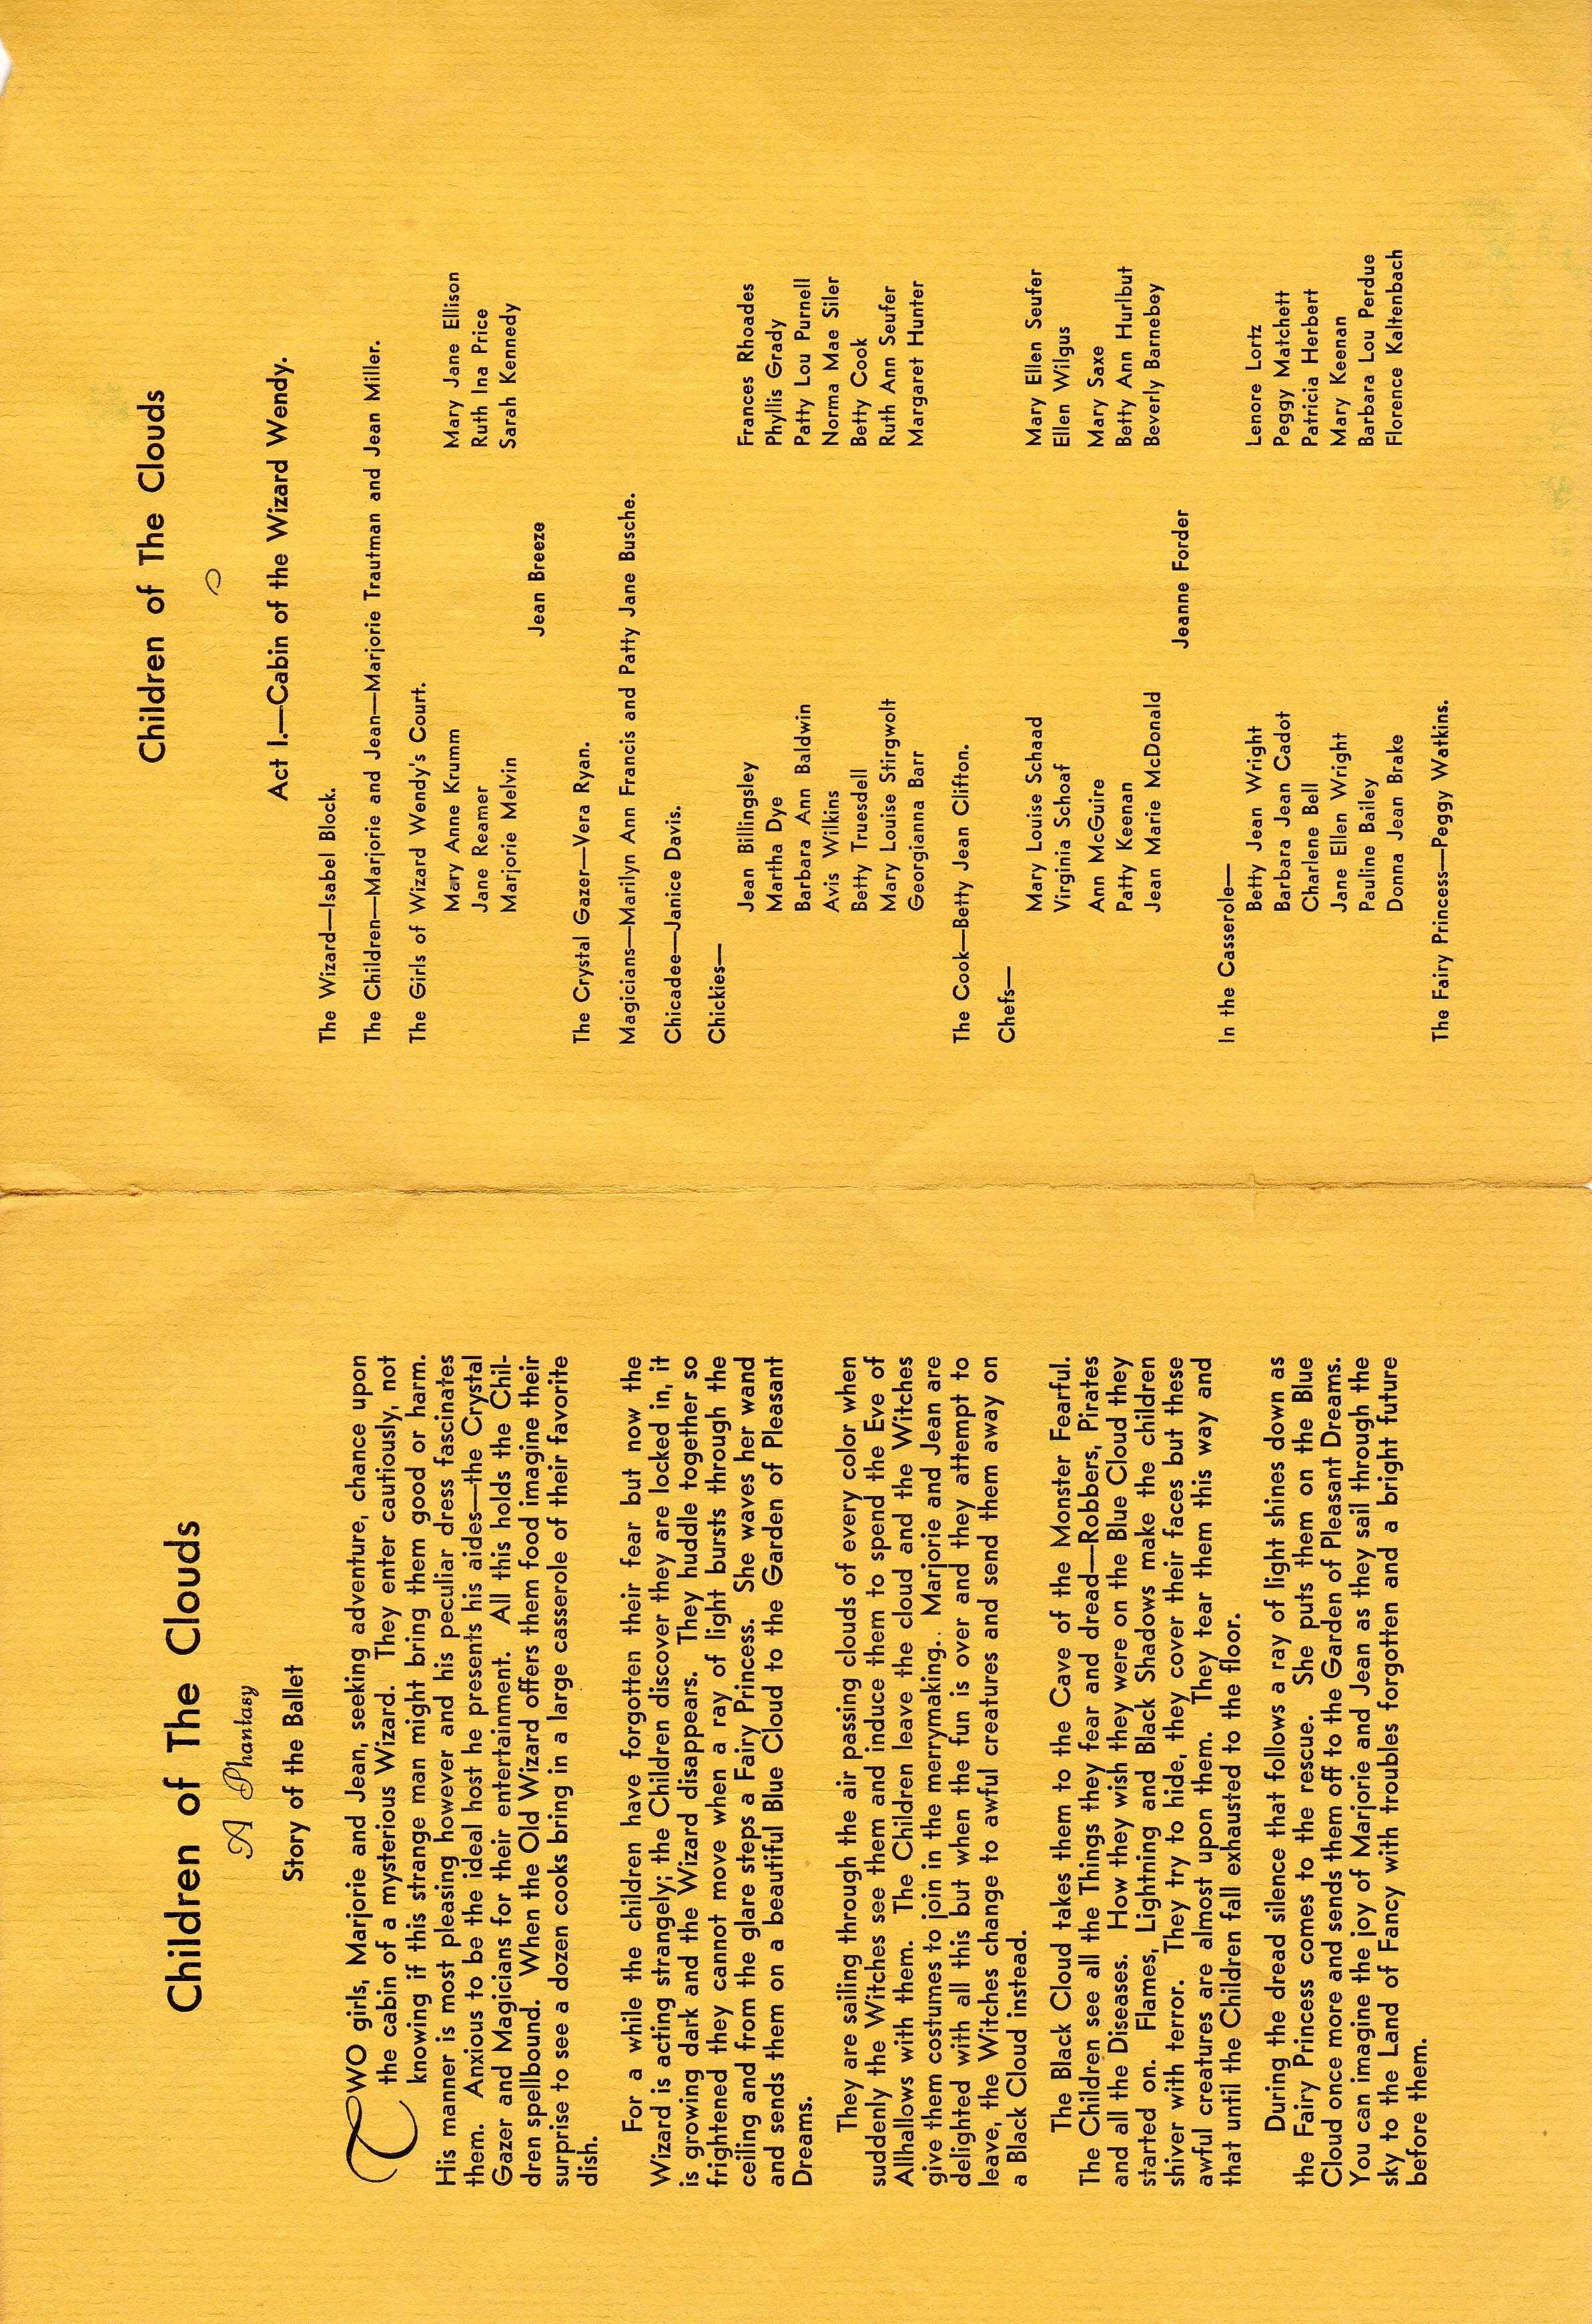 Children of The Clouds
A Phantasy
Story of the Ballet
TWO girls, Marjorie and Jean, seeking adventure, chance upon
the cabin of a mysterious Wizard. They enter cautiously, not
knowing if this strange man might bring them good or harm.
His manner is most pleasing however and his peculiar dress fascinates
them. Anxious to be the ideal host he presents his aides—the Crystal
Gazer and Magicians for their entertainment. All this holds the Chil-
dren spellbound. When the Old Wizard offers them food imagine their
surprise to see a dozen cooks bring in a large casserole of their favorite
dish.
For a while the children have forgotten their fear but now the
Wizard is acting strangely; the Children discover they are locked in, it
is growing dark and the Wizard disappears. They huddle together so
frightened they cannot move when a ray of light bursts through the
ceiling and from the glare steps a Fairy Princess. She waves her wand
and sends them on a beautiful Blue Cloud to the Garden of Pleasant
Dreams.
They are sailing through the air passing clouds of every color when
suddenly the Witches see them and induce them to spend the Eve of
Allhallows with them. The Children leave the cloud and the Witches
give them costumes to join in the merrymaking. Marjorie and Jean are
delighted with all this but when the fun is over and they attempt to
leave, the Witches change to awful creatures and send them away on
a Black Cloud instead.
The Black Cloud takes them to the Cave of the Monster Fearful.
The Children see all the Things they fear and dread—Robbers, Pirates
and all the Diseases. How they wish they were on the Blue Cloud they
started on. Flames, Lightning and Black Shadows make the children
shiver with terror. They try to hide, they cover their faces but these
awful creatures are almost upon them. They tear them this way and
that until the Children fall exhausted to the floor.
During the dread silence that follows a ray of light shines down as
the Fairy Princess comes to the rescue. She puts them on the Blue
Cloud once more and sends them off to the Garden of Pleasant Dreams.
You can imagine the joy of Marjorie and Jean as they sail through the
sky to the Land of Fancy with troubles forgotten and a bright future
before them.
Children of The Clouds
Act I.—Cabin of the Wizard Wendy.
The Wizard—Isabel Block.
The Children—Marjorie and Jean—Marjorie Trautman and Jean Miller.
The Girls of Wizard Wendy's Court.
Mary Anne Krumm Mary Jane Ellison
Jane Reamer Ruth Ina Price
Marjorie Melvin Sarah Kennedy
Jean Breeze
The Crystal Gazer—Vera Ryan.
Magicians—Marilyn Ann Francis and Patty Jane Busche.
Chicadee—Janice Davis.
Chickies—
Jean Billingsley Frances Rhoades
Martha Dye Phyllis Grady
Barbara Ann Baldwin Patty Lou Purnell
Avis Wilkins Norma Mae Siler
Betty Truesdell Betty Cook
Mary Louise Stirgwolt Ruth Ann Seufer
Georgianna Barr Margaret Hunter
The Cook—Betty Jean Clifton.
Chefs—
Mary Louise Schaad Mary Ellen Seufer
Virginia Schoaf Ellen Wilgus
Ann McGuire Mary Saxe
Patty Keenan Betty Ann Hurlbut
Jean Marie McDonald Beverly Barnebey
Jeanne Forder
In the Casserole—
Betty Jean Wright Lenore Lortz
Barbara Jean Cadot Peggy Matchett
Charlene Bell Patricia Herbert
Jane Ellen Wright Mary Keenan
Pauline Bailey Barbara Lou Perdue
Donna Jean Brake Florence Kaltenbach
The Fairy Princess—Peggy Watkins.